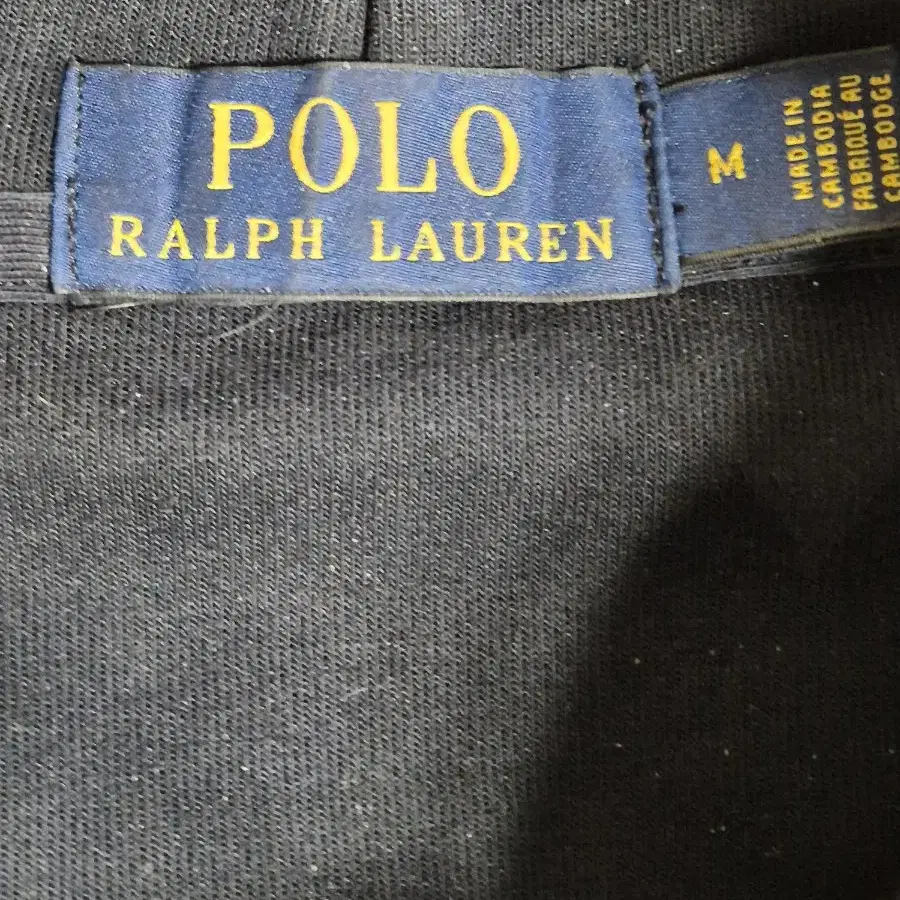 POLO
RALPH LAUREN
M
MADE IN
CAMBODIA
FABRIQUÉ AU
CAMBODGE